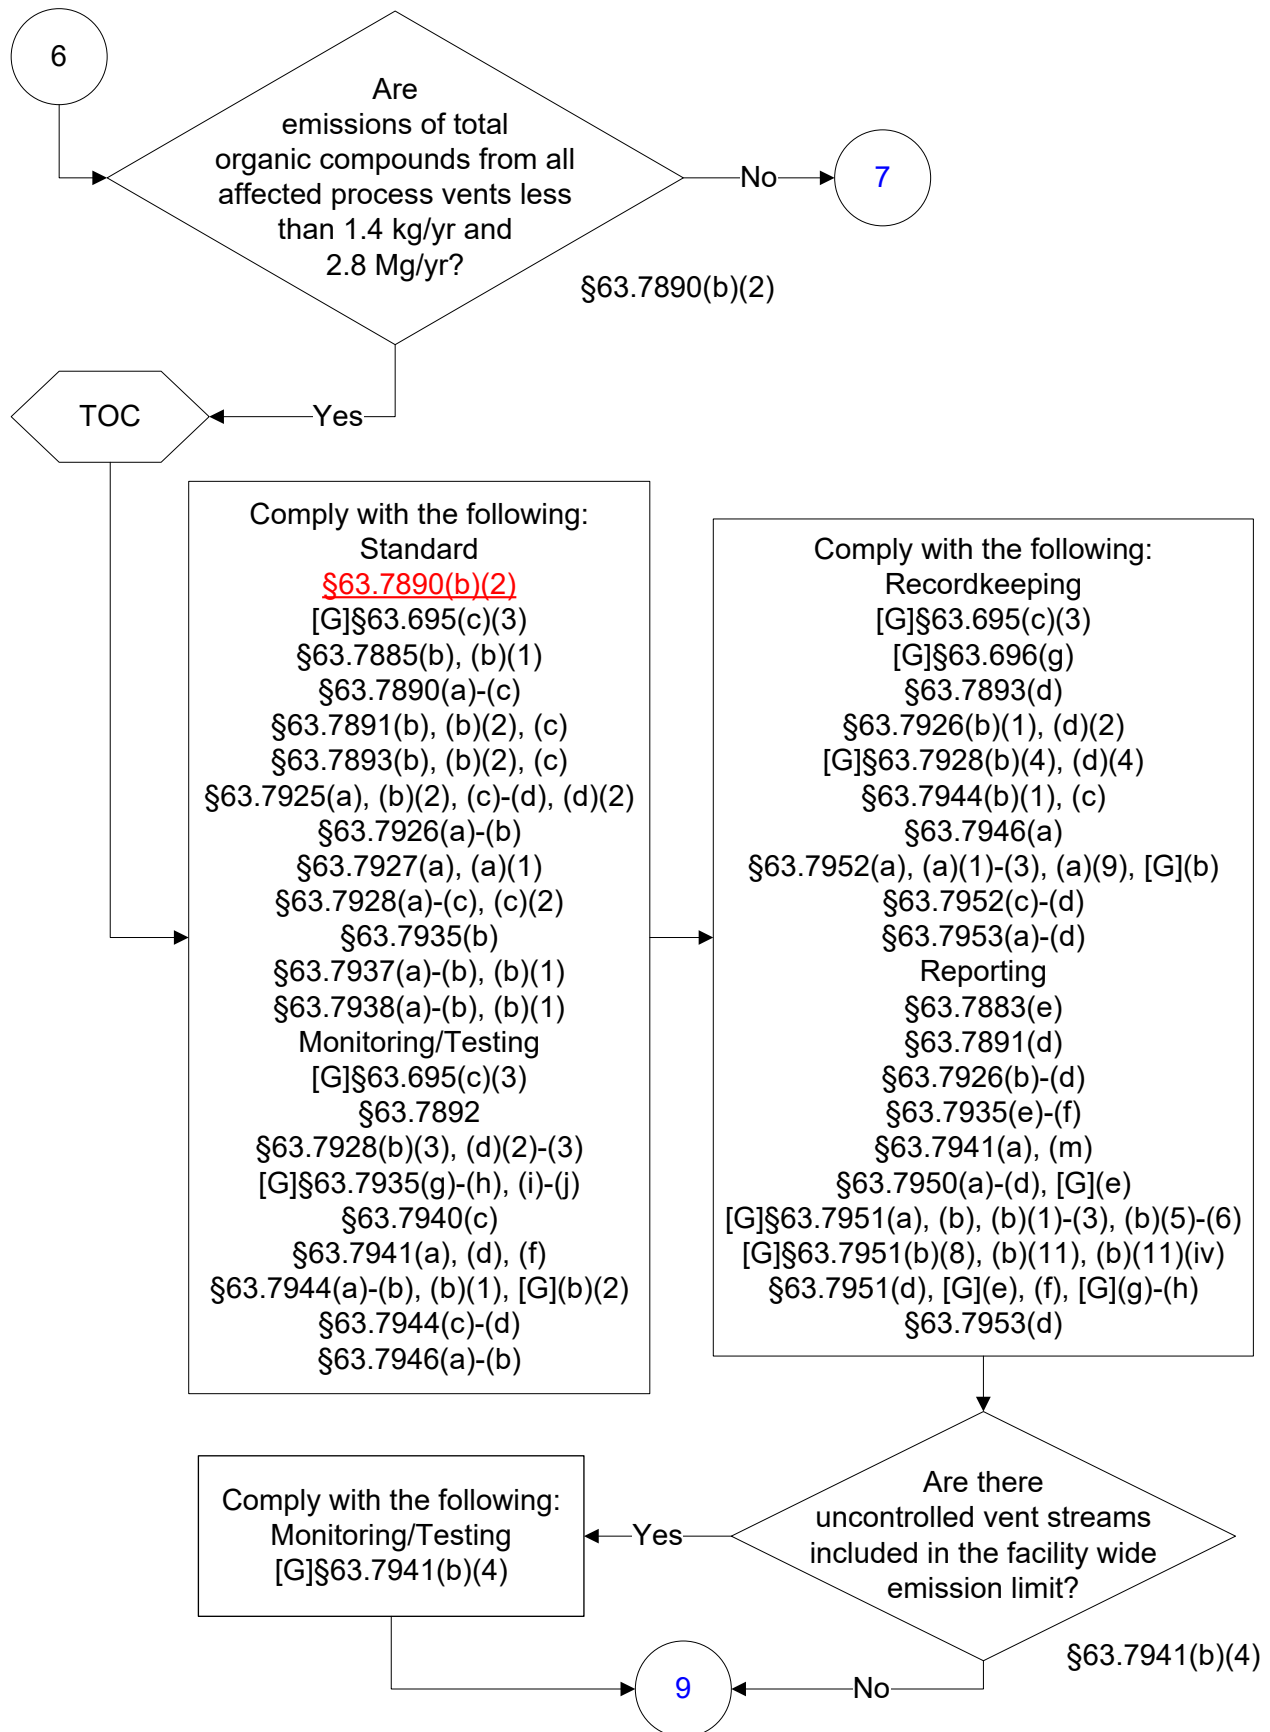 6
Are
emissions of total
organic compounds from all
affected process vents less
than 1.4 kg/yr and
2.8 Mg/yr?
No
7
§63.7890(b)(2)
Yes
TOC
Comply with the following:
Standard
§63.7890(b)(2)
[G]§63.695(c)(3)
§63.7885(b), (b)(1)
§63.7890(a)-(c)
§63.7891(b), (b)(2), (c)
§63.7893(b), (b)(2), (c)
§63.7925(a), (b)(2), (c)-(d), (d)(2)
§63.7926(a)-(b)
§63.7927(a), (a)(1)
§63.7928(a)-(c), (c)(2)
§63.7935(b)
§63.7937(a)-(b), (b)(1)
§63.7938(a)-(b), (b)(1)
Monitoring/Testing
[G]§63.695(c)(3)
§63.7892
§63.7928(b)(3), (d)(2)-(3)
[G]§63.7935(g)-(h), (i)-(j)
§63.7940(c)
§63.7941(a), (d), (f)
§63.7944(a)-(b), (b)(1), [G](b)(2)
§63.7944(c)-(d)
§63.7946(a)-(b)
Comply with the following:
Recordkeeping
[G]§63.695(c)(3)
[G]§63.696(g)
§63.7893(d)
§63.7926(b)(1), (d)(2)
[G]§63.7928(b)(4), (d)(4)
§63.7944(b)(1), (c)
§63.7946(a)
§63.7952(a), (a)(1)-(3), (a)(9), [G](b)
§63.7952(c)-(d)
§63.7953(a)-(d)
Reporting
§63.7883(e)
§63.7891(d)
§63.7926(b)-(d)
§63.7935(e)-(f)
§63.7941(a), (m)
§63.7950(a)-(d), [G](e)
[G]§63.7951(a), (b), (b)(1)-(3), (b)(5)-(6)
[G]§63.7951(b)(8), (b)(11), (b)(11)(iv)
§63.7951(d), [G](e), (f), [G](g)-(h)
§63.7953(d)
Are there
uncontrolled vent streams
included in the facility wide
emission limit?
§63.7941(b)(4)
Yes
Comply with the following:
Monitoring/Testing
[G]§63.7941(b)(4)
No
9